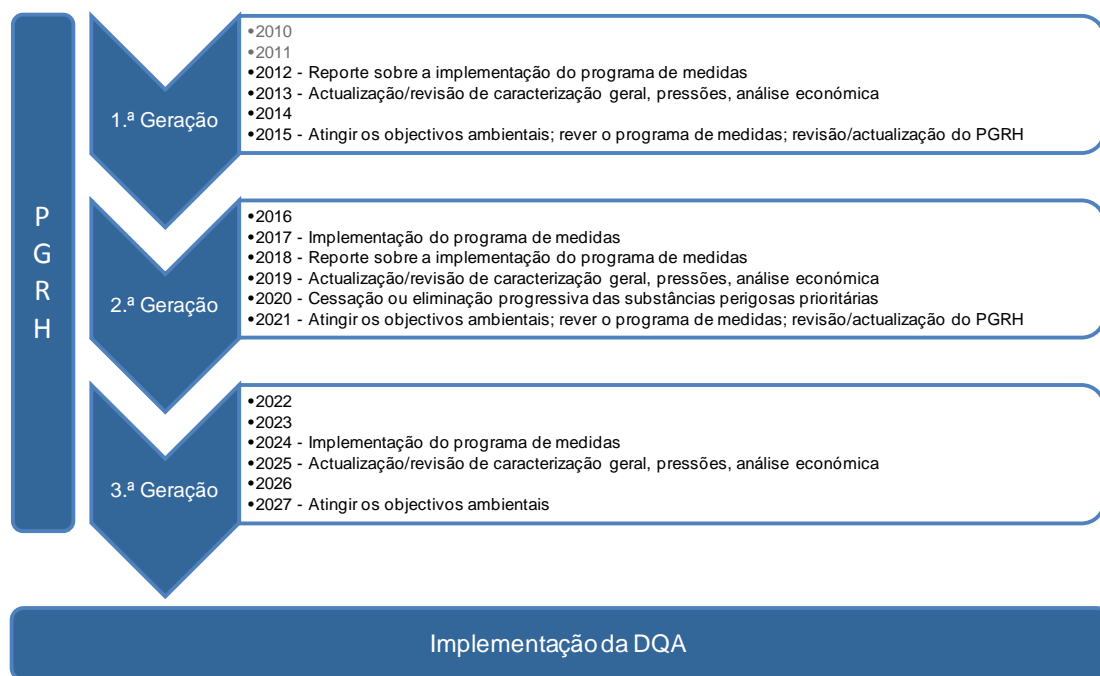 PGRH
1.ª Geração
•2010
•2011
•2012 - Reporte sobre a implementação do programa de medidas
•2013 - Actualização/revisão de caracterização geral, pressões, análise económica
•2014
•2015 - Atingir os objectivos ambientais; rever o programa de medidas; revisão/actualização do PGRH
2.ª Geração
•2016
•2017 - Implementação do programa de medidas
•2018 - Reporte sobre a implementação do programa de medidas
•2019 - Actualização/revisão de caracterização geral, pressões, análise económica
•2020 - Cessação ou eliminação progressiva das substâncias perigosas prioritárias
•2021 - Atingir os objectivos ambientais; rever o programa de medidas; revisão/actualização do PGRH
3.ª Geração
•2022
•2023
•2024 - Implementação do programa de medidas
•2025 - Actualização/revisão de caracterização geral, pressões, análise económica
•2026
•2027 - Atingir os objectivos ambientais
Implementação da DQA